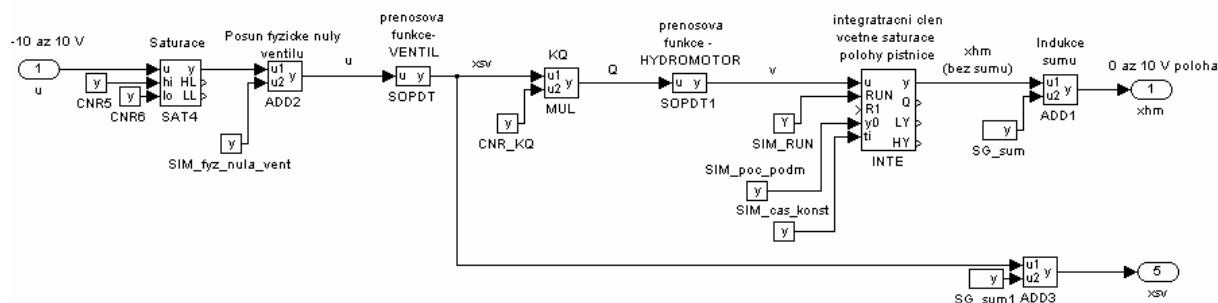 -10 az 10 V
1
u
Saturace
u y
hi HL
lo LL
SAT4
y
CNR5
y
CNR6
Posun fyzicke nuly
ventilu
u1
u2 y
ADD2
y
SIM_fyz_nula_vent
u
prenosova
funkce-
VENTIL
u y
SOPDT
xsv
KQ
u1
u2 y
MUL
y
CNR_KQ
Q
prenosova
funkce -
HYDROMOTOR
u y
SOPDT1
v
integratracni clen
vcetne saturace
polohy pistnice
u y
RUN Q
R1
y0 LY
ti HY
INTE
Y
SIM_RUN
y
SIM_poc_podm
y
SIM_cas_konst
xhm
(bez sumu)
Indukce
sumu
u1
u2 y
ADD1
y
SG_sum
0 az 10 V poloha
1
xhm
u1
u2 y
ADD3
y
SG_sum1
5
xsv